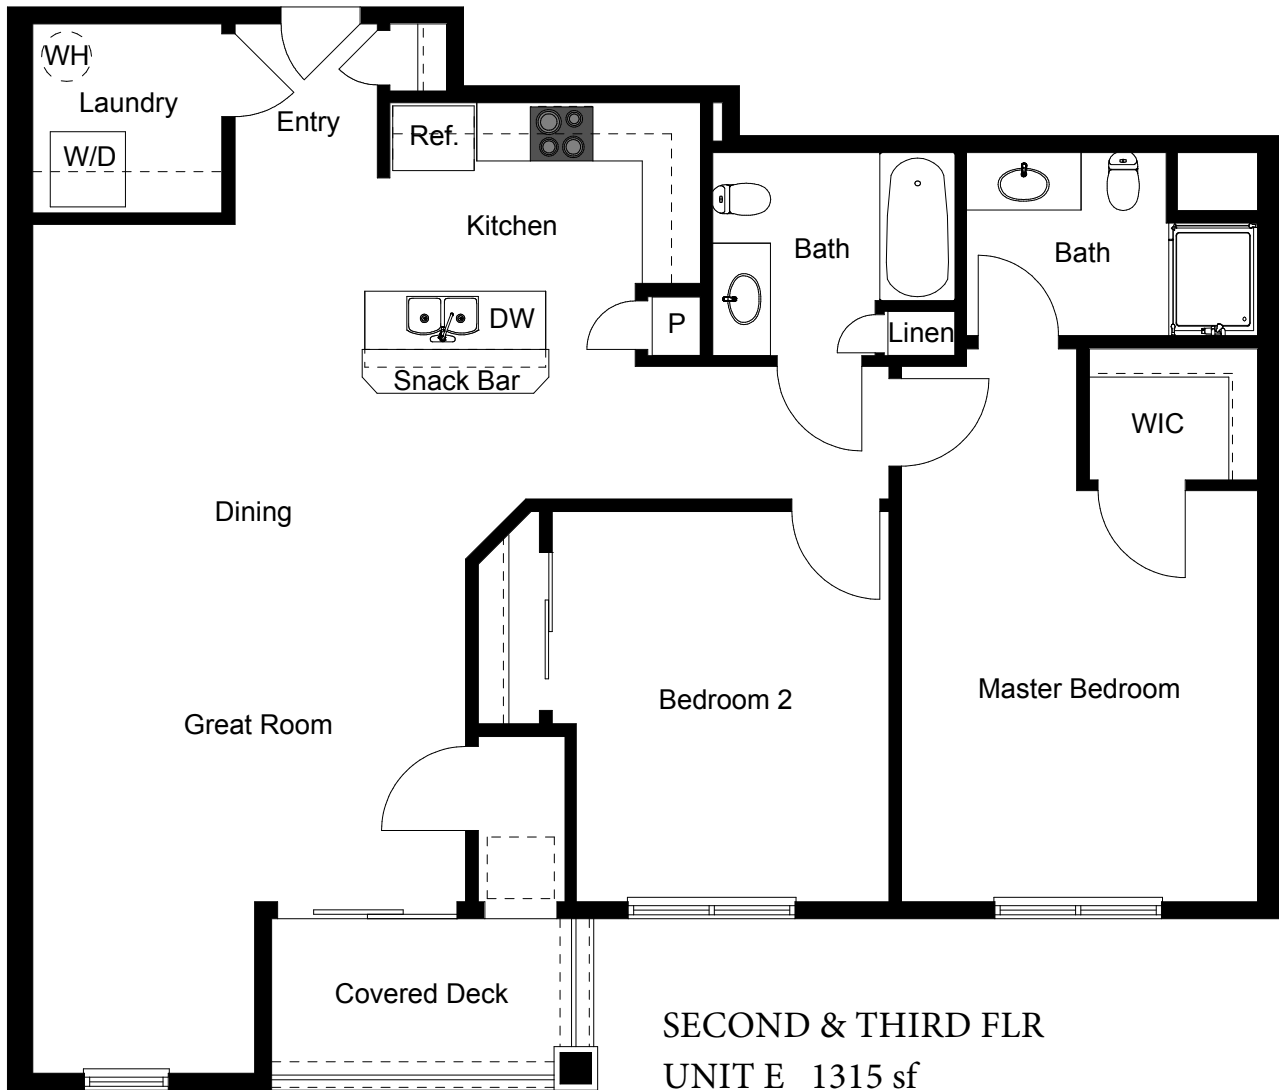 WH
Laundry
W/D
Entry
Ref.
Kitchen
DW
Snack Bar
P
Bath
Linen
Bath
WIC
Dining
Great Room
Bedroom 2
Master Bedroom
Covered Deck
SECOND & THIRD FLR
UNIT E 1315 sf